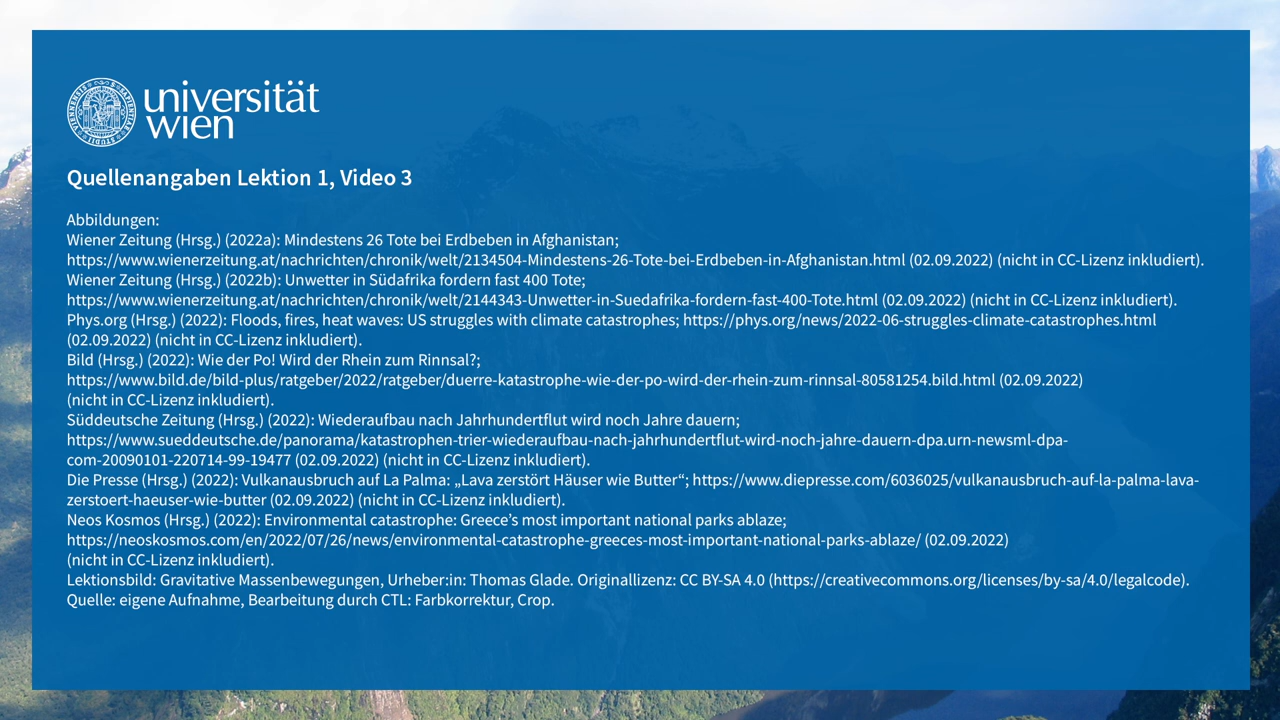 universität
wien
Quellenangaben Lektion 1, Video 3
Abbildungen:
Wiener Zeitung (Hrsg.) (2022a): Mindestens 26 Tote bei Erdbeben in Afghanistan;
https://www.wienerzeitung.at/nachrichten/chronik/welt/2134504-Mindestens-26-Tote-bei-Erdbeben-in-Afghanistan.html (02.09.2022) (nicht in CC-Lizenz inkludiert).
Wiener Zeitung (Hrsg.) (2022b): Unwetter in Südafrika fordern fast 400 Tote;
https://www.wienerzeitung.at/nachrichten/chronik/welt/2144343-Unwetter-in-Suedafrika-fordern-fast-400-Tote.html (02.09.2022) (nicht in CC-Lizenz inkludiert).
Phys.org (Hrsg.) (2022): Floods, fires, heat waves: US struggles with climate catastrophes; https://phys.org/news/2022-06-struggles-climate-catastrophes.html
(02.09.2022) (nicht in CC-Lizenz inkludiert).
Bild (Hrsg.) (2022): Wie der Po! Wird der Rhein zum Rinnsal?;
https://www.bild.de/bild-plus/ratgeber/2022/ratgeber/duerre-katastrophe-wie-der-po-wird-der-rhein-zum-rinnsal-80581254.bild.html (02.09.2022)
(nicht in CC-Lizenz inkludiert).
Süddeutsche Zeitung (Hrsg.) (2022): Wiederaufbau nach Jahrhundertflut wird noch Jahre dauern;
https://www.sueddeutsche.de/panorama/katastrophen-trier-wiederaufbau-nach-jahrhundertflut-wird-noch-jahre-dauern-dpa.urn-newsml-dpa-
com-20090101-220714-99-19477 (02.09.2022) (nicht in CC-Lizenz inkludiert).
Die Presse (Hrsg.) (2022): Vulkanausbruch auf La Palma: „Lava zerstört Häuser wie Butter“; https://www.diepresse.com/6036025/vulkanausbruch-auf-la-palma-lava-
zerstoert-haeuser-wie-butter (02.09.2022) (nicht in CC-Lizenz inkludiert).
Neos Kosmos (Hrsg.) (2022): Environmental catastrophe: Greece’s most important national parks ablaze;
https://neoskosmos.com/en/2022/07/26/news/environmental-catastrophe-greeces-most-important-national-parks-ablaze/ (02.09.2022)
(nicht in CC-Lizenz inkludiert).
Lektionsbild: Gravitative Massenbewegungen, Urheber:in: Thomas Glade. Originallizenz: CC BY-SA 4.0 (https://creativecommons.org/licenses/by-sa/4.0/legalcode).
Quelle: eigene Aufnahme, Bearbeitung durch CTL: Farbkorrektur, Crop.